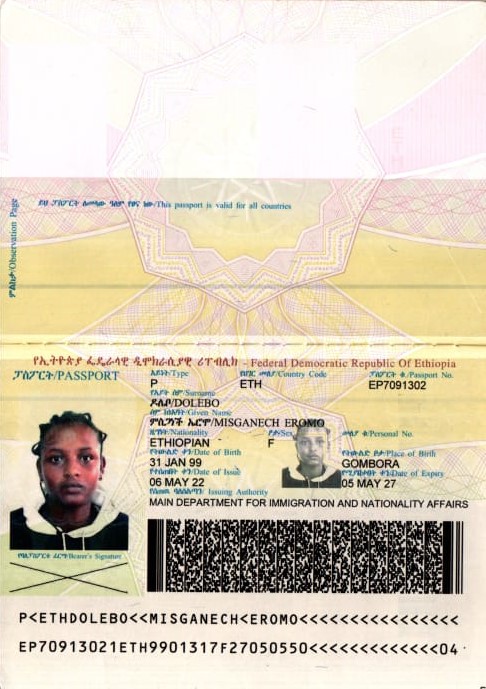 ምልከታ/Observation Page
ይህ ፓስፖርት ለመላው ዓለም የፀና ነው/This passport is valid for all countries
የኢትዮጵያ ፌዴራላዊ ዲሞክራሲያዊ ሪፐብሊክ - Federal Democratic Republic Of Ethiopia
ፓስፖርት/PASSPORT
ዓይነት/Type
የሀገር መለያ/Country Code
ፓስፖርት ቁ/Passport No.
P
ETH
EP7091302
የአያት ስም/Surname
ዶሌቦ/DOLEBO
ስም ከነአባት/Given Name
ምስጋነች ኤሮሞ/MISGANECH EROMO
ዜግነት/Nationality
ፆታ/Sex
መለያ ቁ/Personal No.
ETHIOPIAN
F
የትውልድ ቀን/Date of Birth
የትውልድ ቦታ/Place of Birth
31 JAN 99
GOMBORA
የተሰጠበት ቀን/Date of Issue
የሚያበቃበት ቀን/Date of Expiry
06 MAY 22
05 MAY 27
የሰጠው ባለስልጣን/ Issuing Authority
MAIN DEPARTMENT FOR IMMIGRATION AND NATIONALITY AFFAIRS
የባለፓስፖርቱ ፊርማ/Bearer's Signature
P<ETHDOLEBO<<MISGANECH<EROMO<<<<<<<<<<<<<<<<
EP70913021ETH9901317F27050550<<<<<<<<<<<<<04